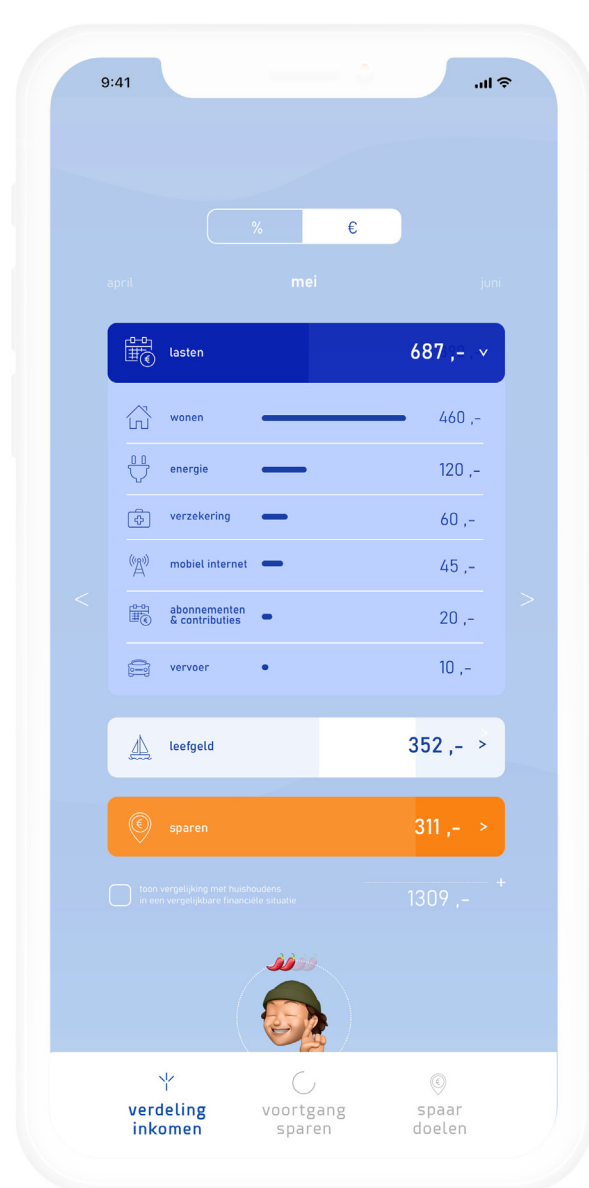 9:41
% €
april mei juni
lasten 687 ,-
wonen 460 ,-
energie 120 ,-
verzekering 60 ,-
mobiel internet 45 ,-
abonnementen
& contributies 20 ,-
vervoer 10 ,-
< >
leefgeld 352 ,- >
sparen 311 ,- >
toon vergelijking met huishoudens
in een vergelijkbare financiële situatie
+
1309 ,-
verdeling
inkomen
voortgang
sparen
spaar
doelen